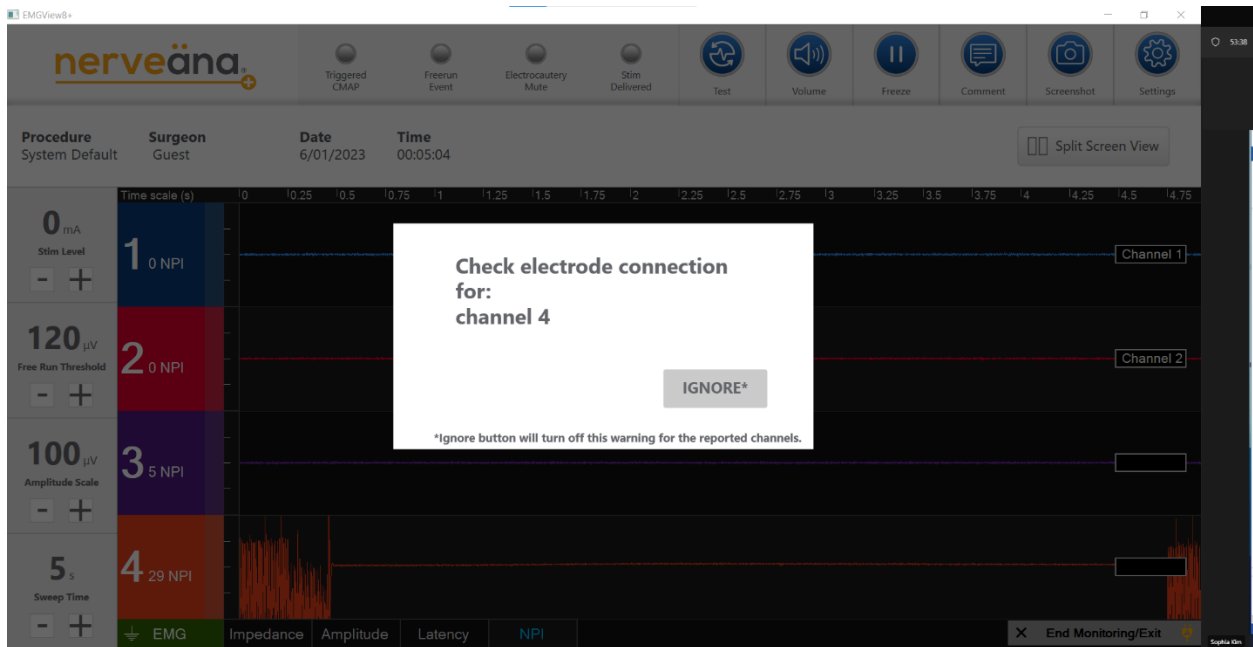 EMGView8+
nerveäna
Triggered CMAP
Freerun Event
Electrocautery Mute
Stim Delivered
Test
Volume
Freeze
Comment
Screenshot
Settings
53:38
Procedure Surgeon Date Time
System Default Guest 6/01/2023 00:05:04
Split Screen View
Time scale (s) 0 0.25 0.5 0.75 1 1.25 1.5 1.75 2 2.25 2.5 2.75 3 3.25 3.5 3.75 4 4.25 4.5 4.75
0 mA
Stim Level
- +
1 0 NPI
Channel 1
Check electrode connection
for:
channel 4
IGNORE*
*Ignore button will turn off this warning for the reported channels.
120 µV
Free Run Threshold
- +
2 0 NPI
Channel 2
100 µV
Amplitude Scale
- +
3 5 NPI
5 s
Sweep Time
- +
4 29 NPI
EMG Impedance Amplitude Latency NPI
X End Monitoring/Exit
Sophia Kim